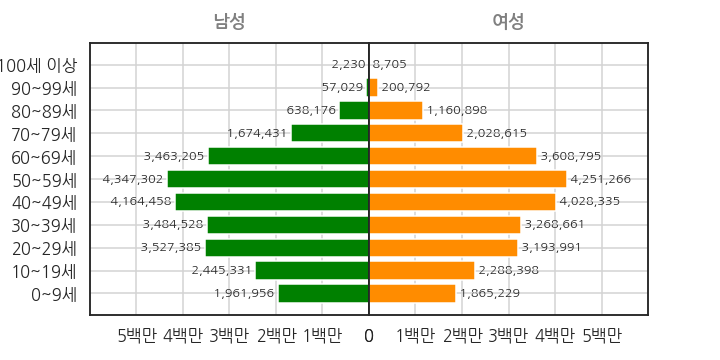 남성 여성
100세 이상 2,230 8,705
90~99세 57,029 200,792
80~89세 638,176 1,160,898
70~79세 1,674,431 2,028,615
60~69세 3,463,205 3,608,795
50~59세 4,347,302 4,251,266
40~49세 4,164,458 4,028,335
30~39세 3,484,528 3,268,661
20~29세 3,527,385 3,193,991
10~19세 2,445,331 2,288,398
0~9세 1,961,956 1,865,229
5백만 4백만 3백만 2백만 1백만 0 1백만 2백만 3백만 4백만 5백만